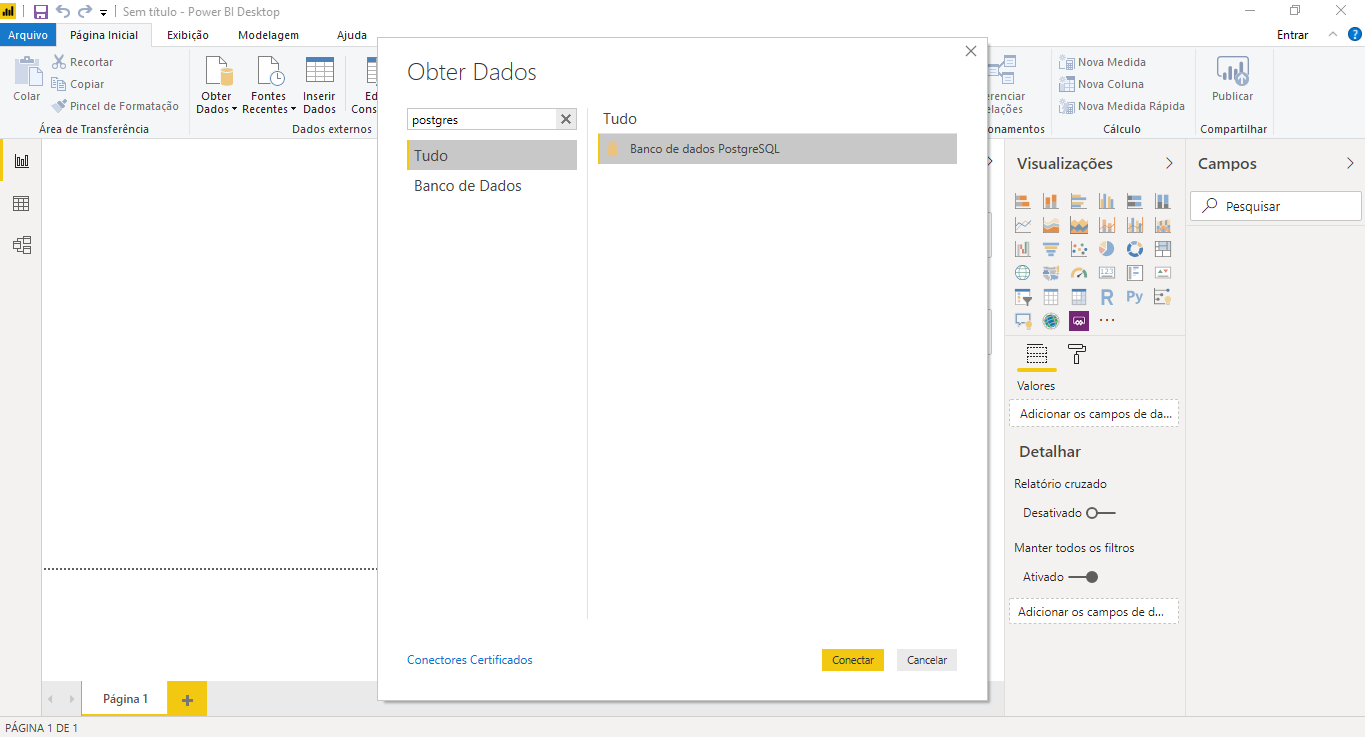 Sem título - Power BI Desktop
Arquivo
Página Inicial
Exibição
Modelagem
Ajuda
Entrar
Colar
Recortar
Copiar
Pincel de Formatação
Área de Transferência
Obter
Dados
Fontes
Recentes
Inserir
Dados
Ed
Cons
Dados externos
erenciar
elações
onamentos
Nova Medida
Nova Coluna
Nova Medida Rápida
Cálculo
Publicar
Compartilhar
Obter Dados
postgres
Tudo
Banco de Dados
Tudo
Banco de dados PostgreSQL
Conectores Certificados
Conectar
Cancelar
Visualizações
123
R
Py
Valores
Adicionar os campos de da...
Detalhar
Relatório cruzado
Desativado
Manter todos os filtros
Ativado
Adicionar os campos de d...
Campos
Pesquisar
Página 1
PÁGINA 1 DE 1